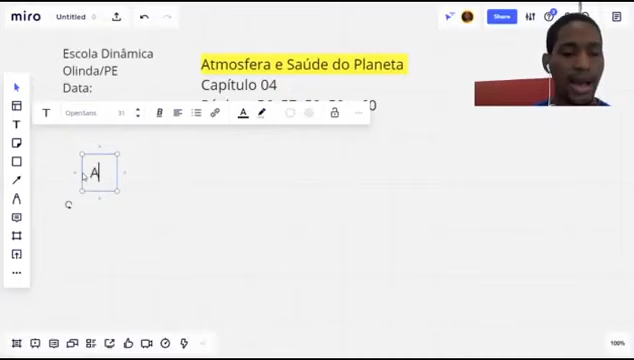 miro Untitled Share
Escola Dinâmica
Olinda/PE
Data:
Atmosfera e Saúde do Planeta
Capítulo 04
OpenSans 31 B A
A
100%